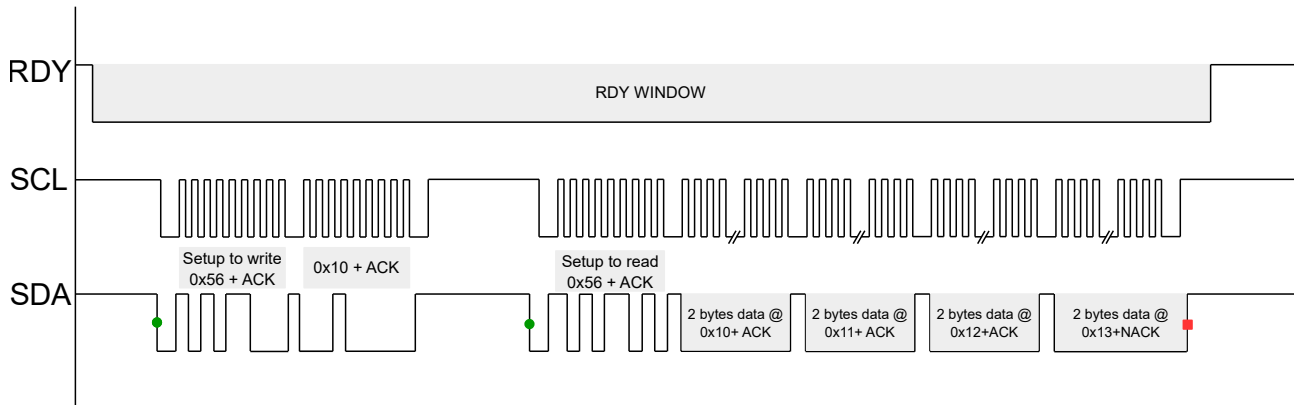 RDY
RDY WINDOW
SCL
Setup to write
0x56 + ACK
0x10 + ACK
Setup to read
0x56 + ACK
SDA
2 bytes data @
0x10+ ACK
2 bytes data @
0x11+ ACK
2 bytes data @
0x12+ACK
2 bytes data @
0x13+NACK